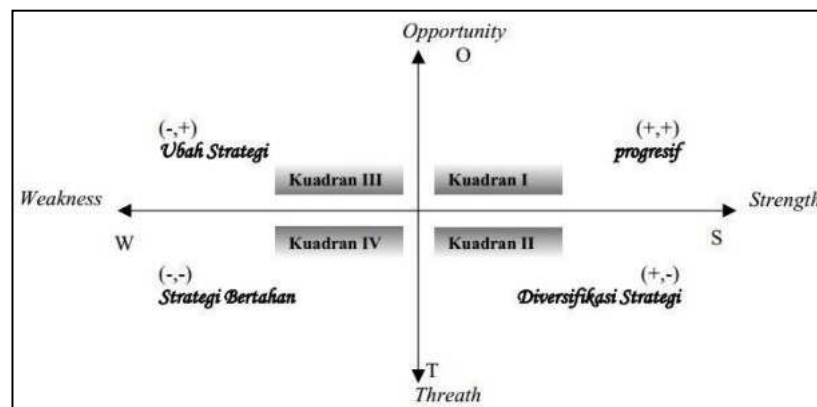 Opportunity
O
(-,+)
Ubah Strategi
(+,+)
progresif
Kuadran III
Kuadran I
Weakness
Strength
W
Kuadran IV
Kuadran II
S
(-,-)
Strategi Bertahan
(+,-)
Diversifikasi Strategi
T
Threath